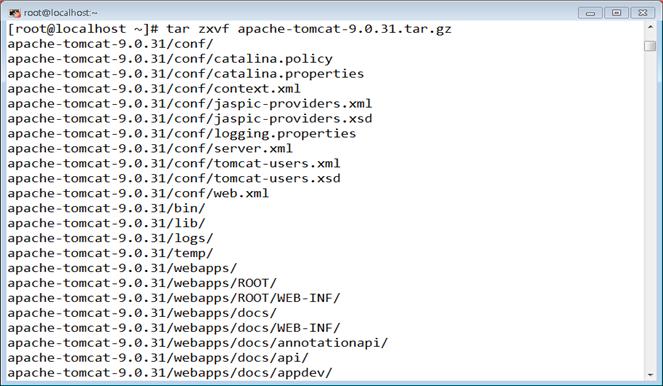 root@localhost:~
[root@localhost ~]# tar zxvf apache-tomcat-9.0.31.tar.gz
apache-tomcat-9.0.31/conf/
apache-tomcat-9.0.31/conf/catalina.policy
apache-tomcat-9.0.31/conf/catalina.properties
apache-tomcat-9.0.31/conf/context.xml
apache-tomcat-9.0.31/conf/jaspic-providers.xml
apache-tomcat-9.0.31/conf/jaspic-providers.xsd
apache-tomcat-9.0.31/conf/logging.properties
apache-tomcat-9.0.31/conf/server.xml
apache-tomcat-9.0.31/conf/tomcat-users.xml
apache-tomcat-9.0.31/conf/tomcat-users.xsd
apache-tomcat-9.0.31/conf/web.xml
apache-tomcat-9.0.31/bin/
apache-tomcat-9.0.31/lib/
apache-tomcat-9.0.31/logs/
apache-tomcat-9.0.31/temp/
apache-tomcat-9.0.31/webapps/
apache-tomcat-9.0.31/webapps/ROOT/
apache-tomcat-9.0.31/webapps/ROOT/WEB-INF/
apache-tomcat-9.0.31/webapps/docs/
apache-tomcat-9.0.31/webapps/docs/WEB-INF/
apache-tomcat-9.0.31/webapps/docs/annotationapi/
apache-tomcat-9.0.31/webapps/docs/api/
apache-tomcat-9.0.31/webapps/docs/appdev/